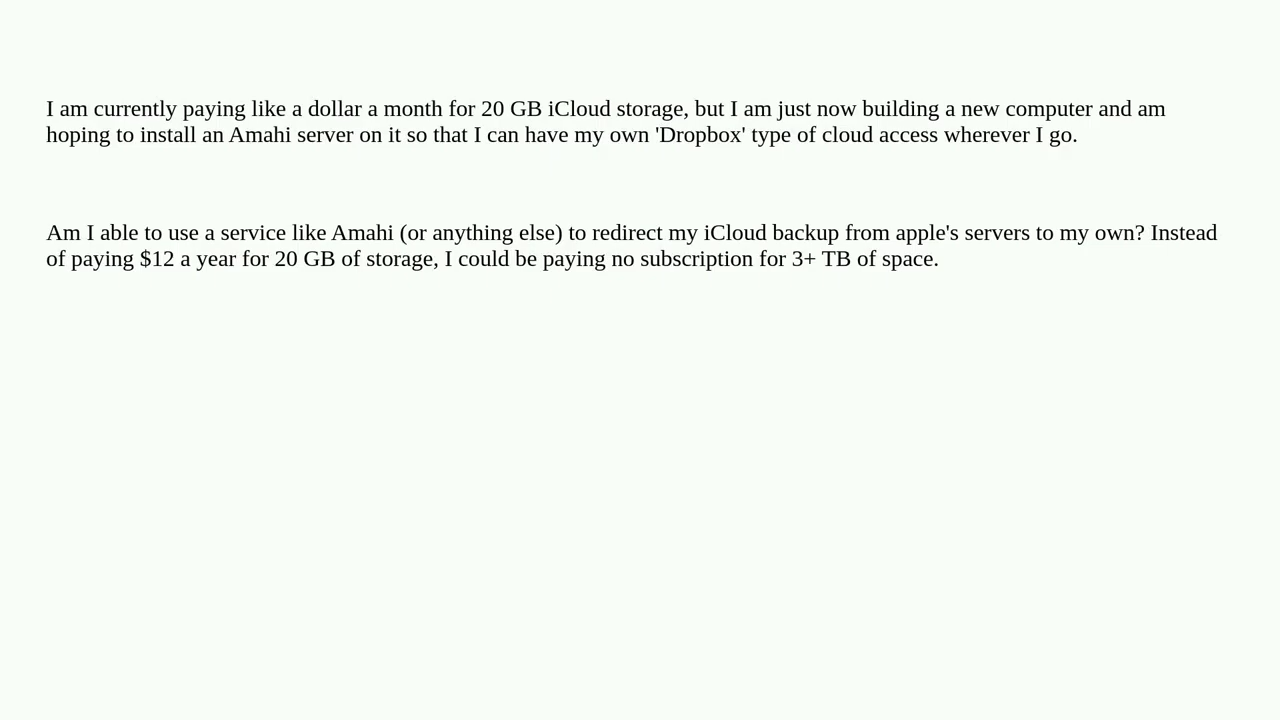 I am currently paying like a dollar a month for 20 GB iCloud storage, but I am just now building a new computer and am
hoping to install an Amahi server on it so that I can have my own 'Dropbox' type of cloud access wherever I go.
Am I able to use a service like Amahi (or anything else) to redirect my iCloud backup from apple's servers to my own? Instead
of paying $12 a year for 20 GB of storage, I could be paying no subscription for 3+ TB of space.